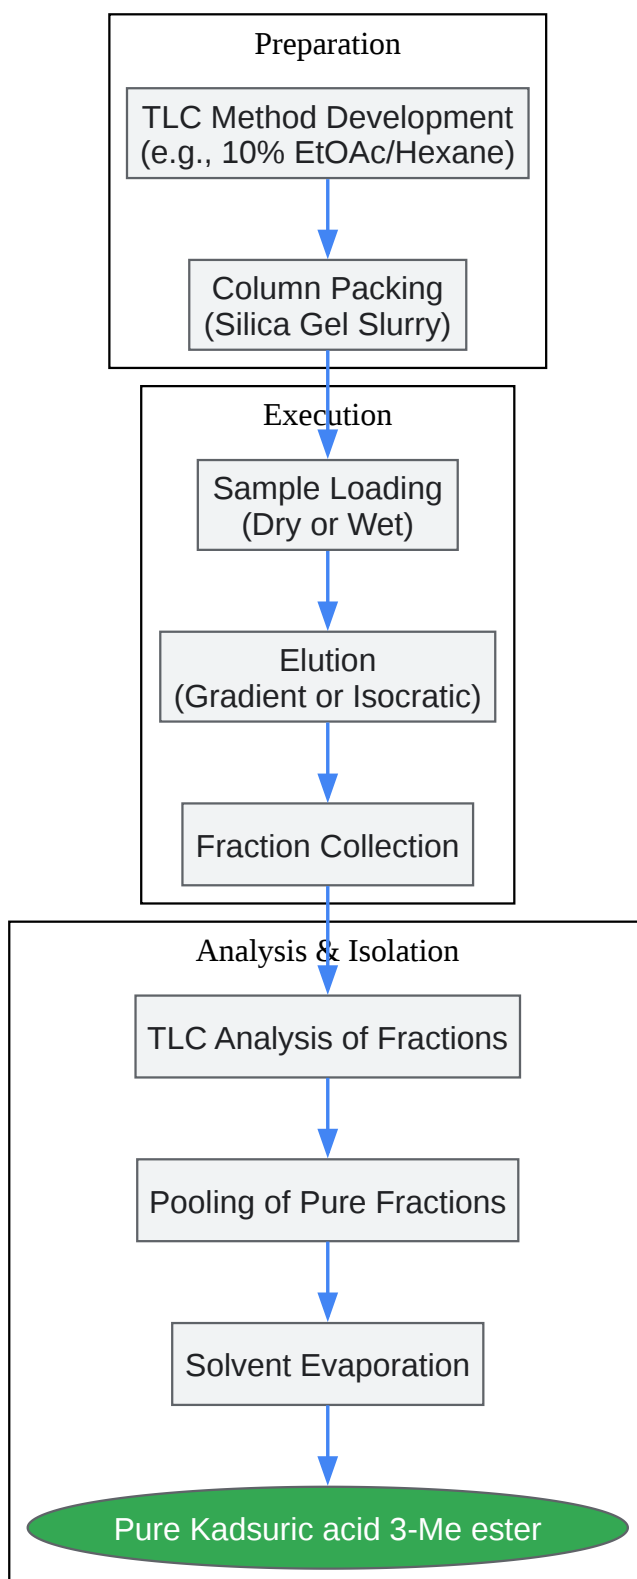 Preparation
TLC Method Development
(e.g., 10% EtOAc/Hexane)
Column Packing
(Silica Gel Slurry)
Execution
Sample Loading
(Dry or Wet)
Elution
(Gradient or Isocratic)
Fraction Collection
Analysis & Isolation
TLC Analysis of Fractions
Pooling of Pure Fractions
Solvent Evaporation
Pure Kadsuric acid 3-Me ester